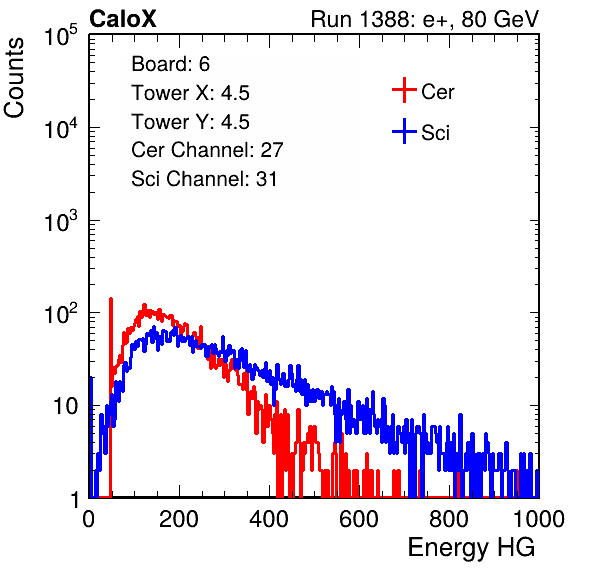 CaloX Run 1388: e+, 80 GeV
Counts
10^5
10^4
10^3
10^2
10
1
Board: 6
Tower X: 4.5
Tower Y: 4.5
Cer Channel: 27
Sci Channel: 31
Cer
Sci
0 200 400 600 800 1000
Energy HG